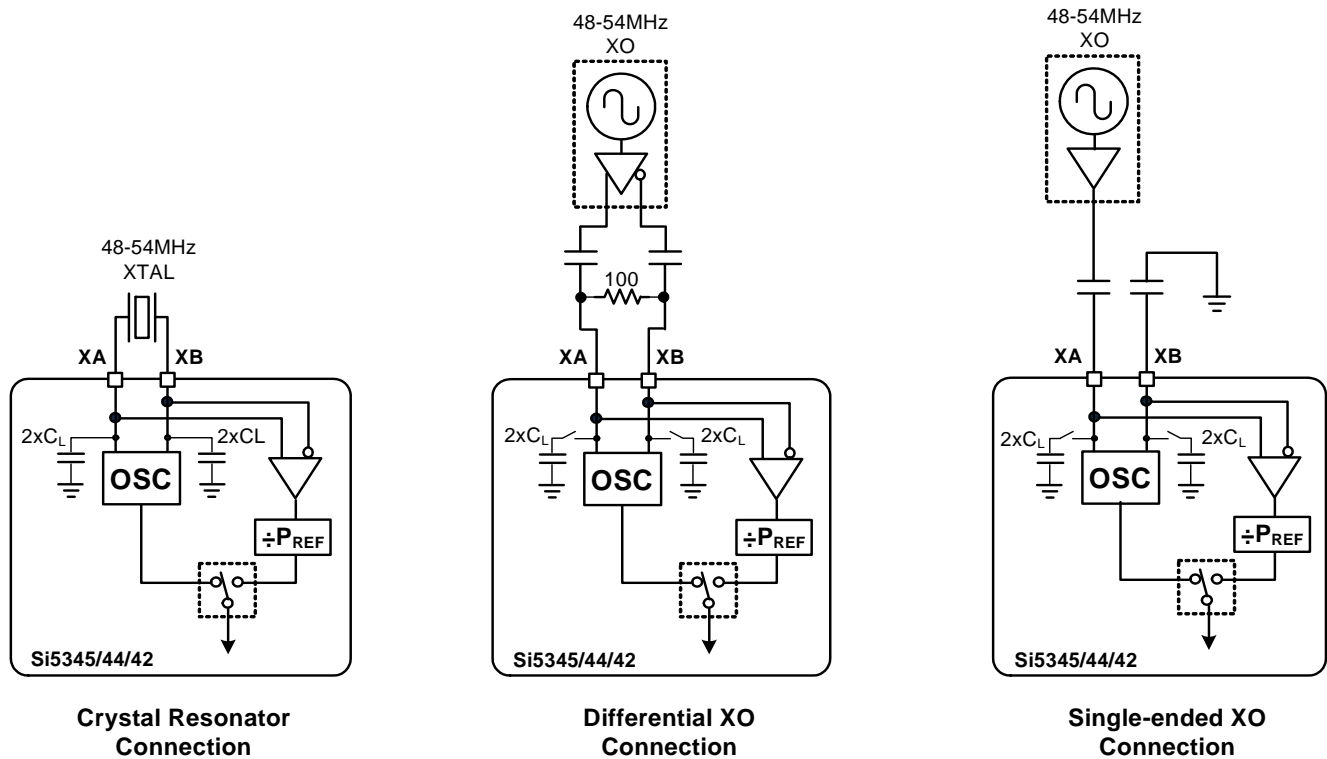 48-54MHz
XTAL
XA XB
2xCL 2xCL
OSC
÷PREF
Si5345/44/42
Crystal Resonator
Connection
48-54MHz
XO
100
XA XB
2xCL 2xCL
OSC
÷PREF
Si5345/44/42
Differential XO
Connection
48-54MHz
XO
XA XB
2xCL 2xCL
OSC
÷PREF
Si5345/44/42
Single-ended XO
Connection